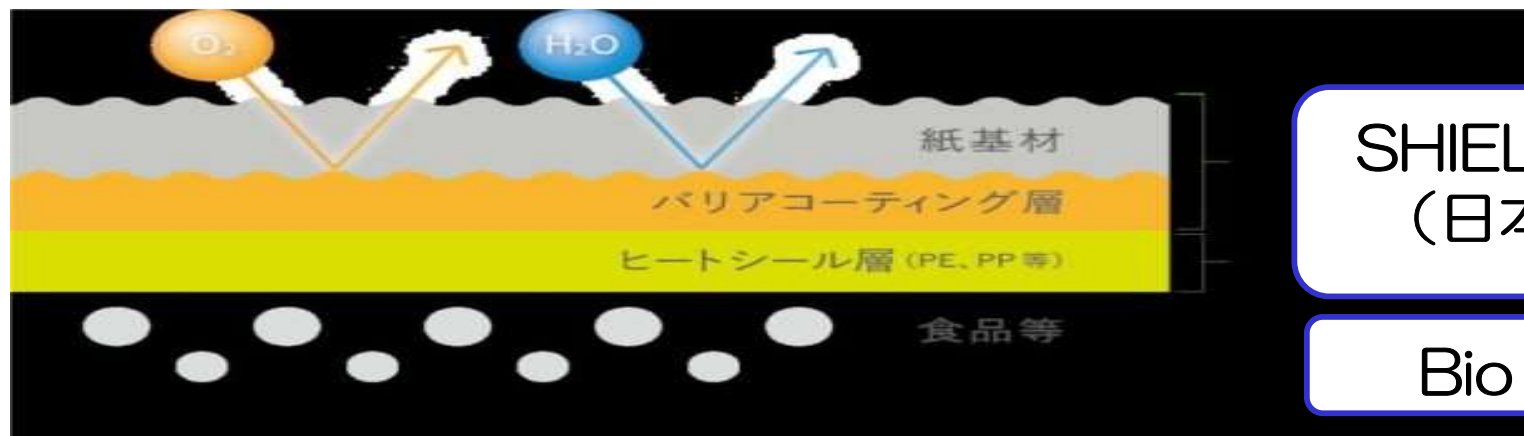 O₂
H₂O
紙基材
バリアコーティング層
ヒートシール層 (PE、PP等)
食品等
SHIEL
(日本
Bio